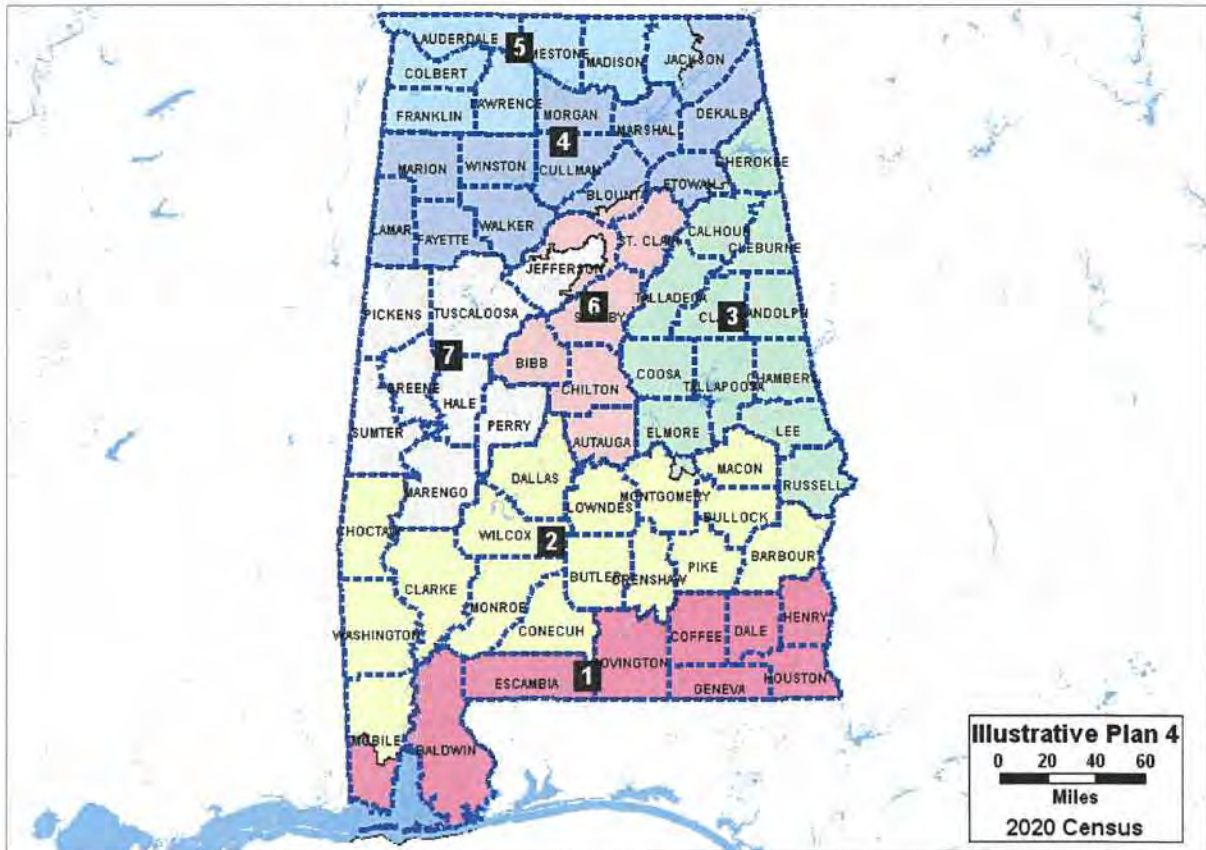 LAUDERDALE
5
MESTONE
MADISON
JACKSON
COLBERT
FRANKLIN
AWRENCE
MORGAN
MARSHAL
DEKALB
4
CHEROKEE
MARION
WINSTON
CULLMAN
BLOUNT
ETOWAH
LAMAR
FAYETTE
WALKER
ST. CLAIR
CALHOUN
CLEBURNE
JEFFERSON
PICKENS
TUSCALOOSA
6
BY
TALLADEGA
CLA
3
RANDOLPH
7
BIBB
GREENE
HALE
CHILTON
COOSA
TALLAPOOSA
CHAMBERS
SUMTER
PERRY
AUTAUGA
ELMORE
LEE
MARENGO
DALLAS
LOWNDES
MONTGOMERY
MACON
RUSSELL
BULLOCK
CHOCTAW
WILCOX
2
CLARKE
BUTLER
CRENSHAW
PIKE
BARBOUR
MONROE
WASHINGTON
CONECUH
COFFEE
DALE
HENRY
ESCAMBIA
1
OVINGTON
GENEVA
HOUSTON
MOBILE
BALDWIN
Illustrative Plan 4
0 20 40 60
Miles
2020 Census